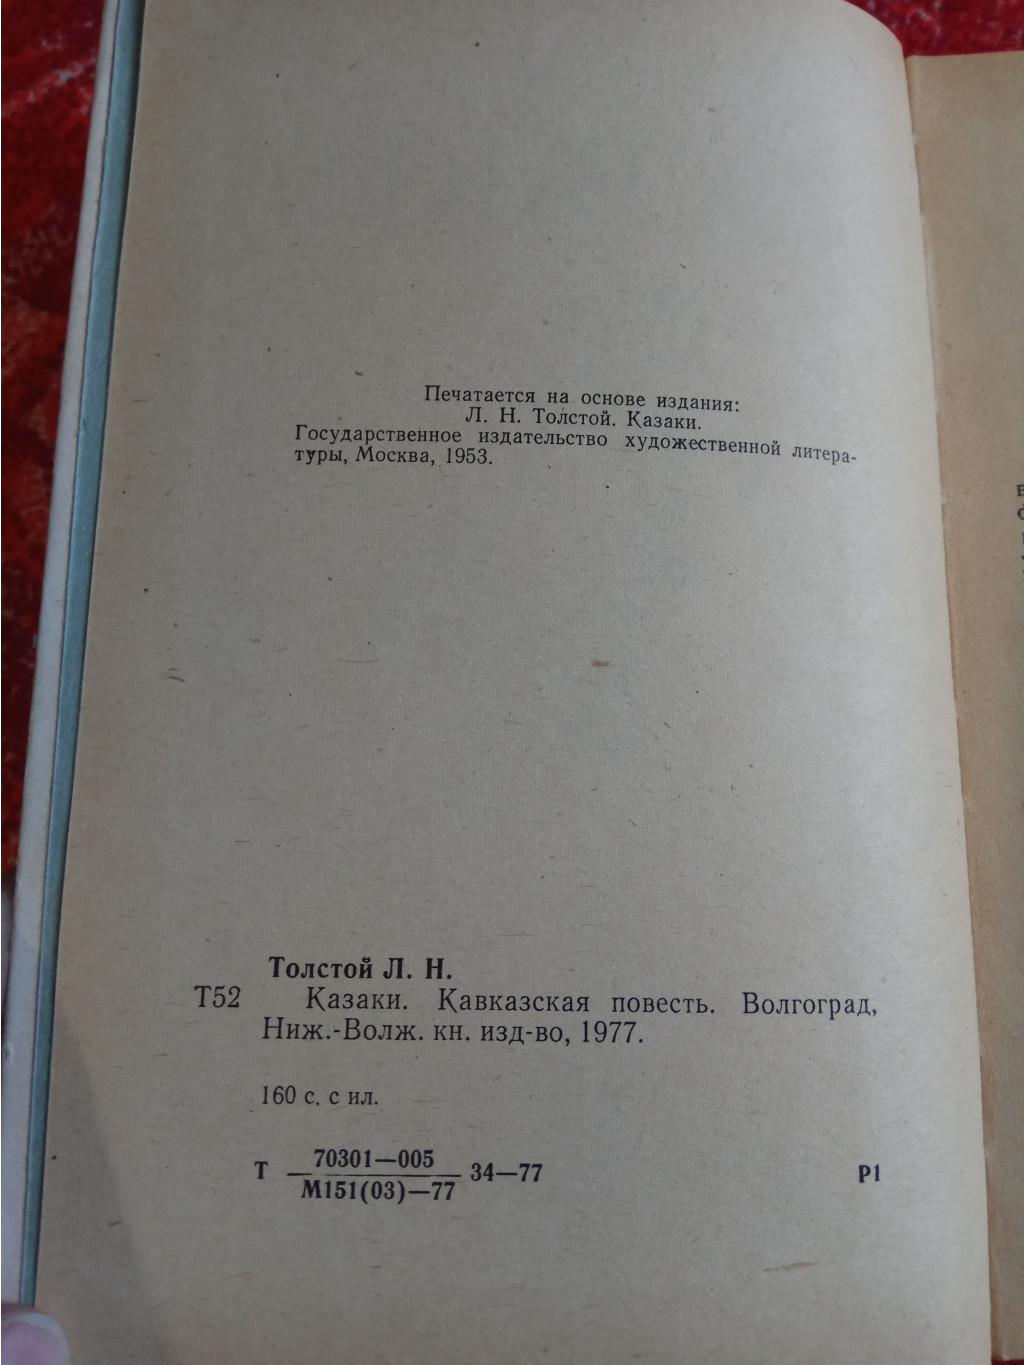 Печатается на основе издания:
Л. Н. Толстой. Казаки.
Государственное издательство художественной литера-
туры, Москва, 1953.
Толстой Л. Н.
Т52 Казаки. Кавказская повесть. Волгоград,
Ниж.-Волж. кн. изд-во, 1977.
160 с. с ил.
70301—005
Т 34—77 Р1
М151(03)—77